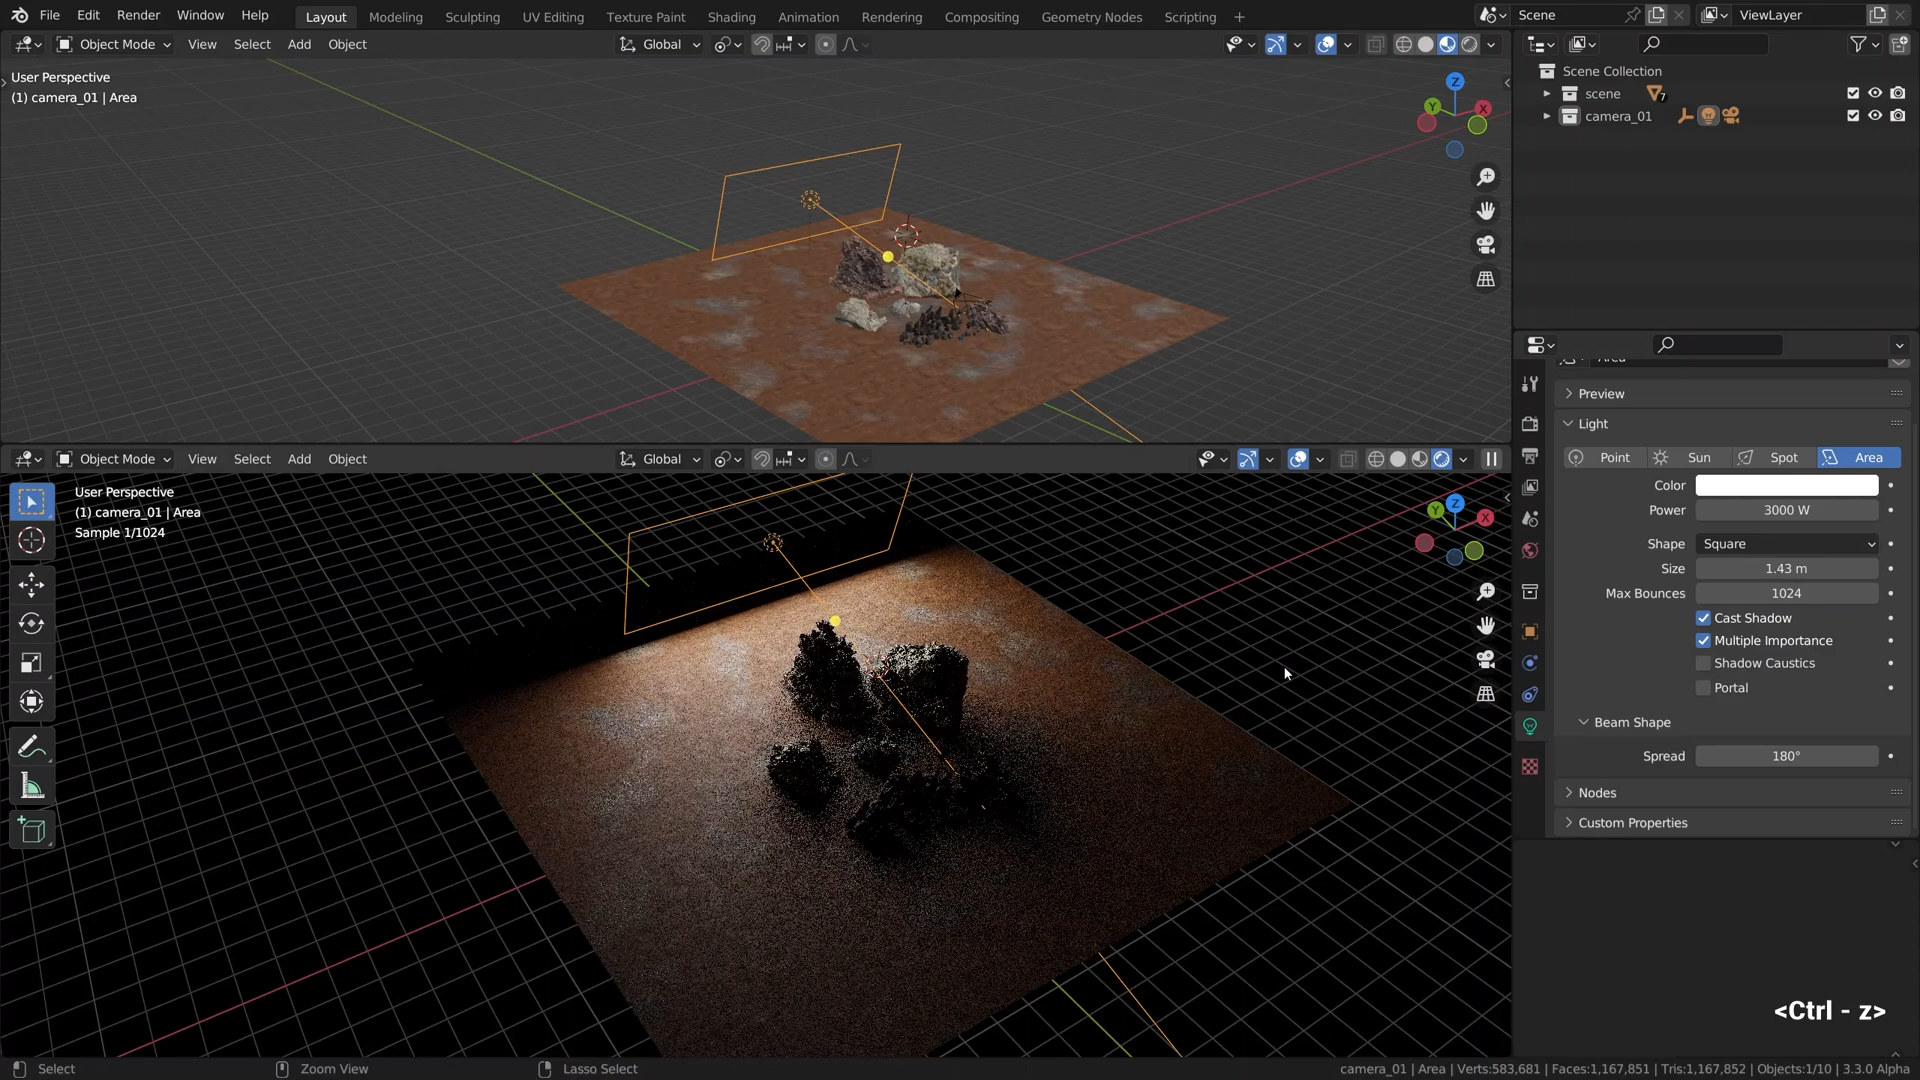 File Edit Render Window Help Layout Modeling Sculpting UV Editing Texture Paint Shading Animation Rendering Compositing Geometry Nodes Scripting + Scene ViewLayer
Object Mode View Select Add Object Global
User Perspective
(1) camera_01 | Area
Z
Y
X
Scene Collection
scene 7
camera_01
Preview
Light
Point Sun Spot Area
Color
Power 3000 W
Shape Square
Size 1.43 m
Max Bounces 1024
Cast Shadow
Multiple Importance
Shadow Caustics
Portal
Beam Shape
Spread 180°
Nodes
Custom Properties
Object Mode View Select Add Object Global
User Perspective
(1) camera_01 | Area
Sample 1/1024
Z
Y
X
<Ctrl - z>
Select Zoom View Lasso Select camera_01 | Area | Verts:583,681 | Faces:1,167,851 | Tris:1,167,852 | Objects:1/10 | 3.3.0 Alpha